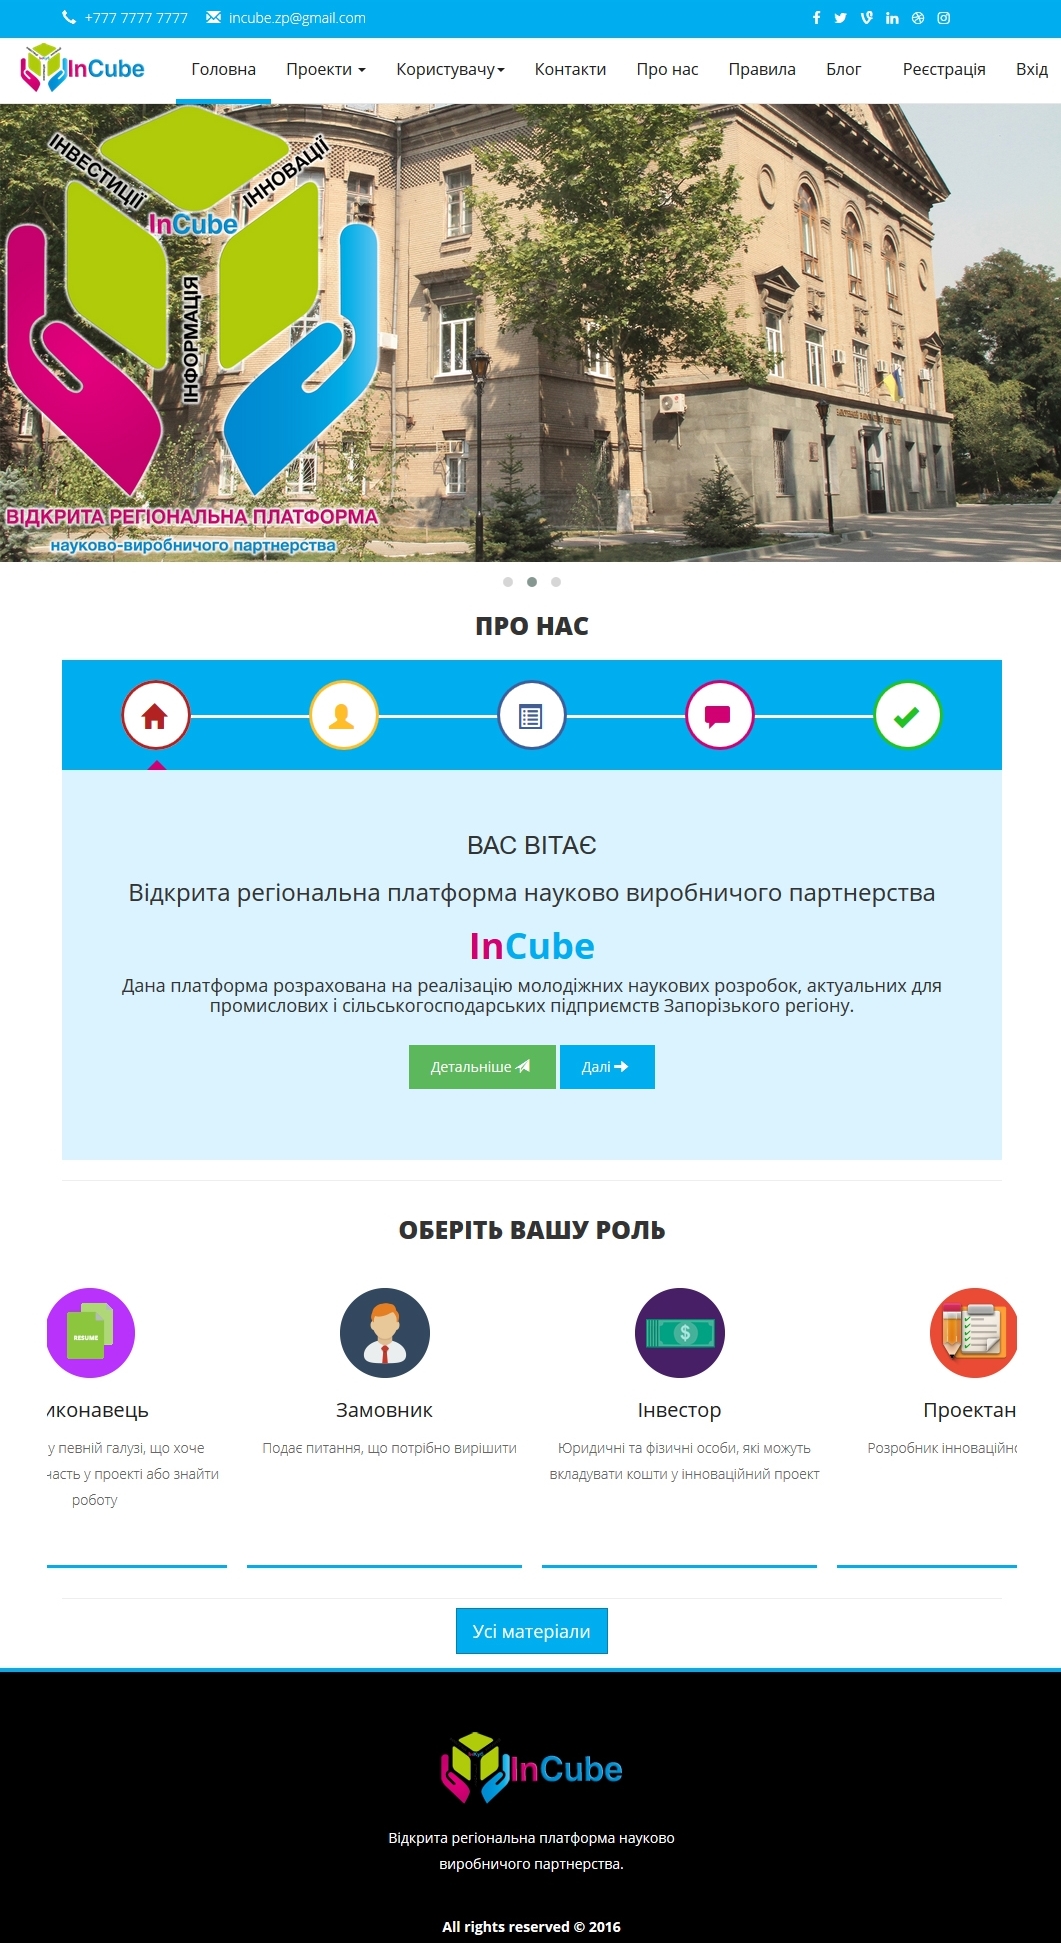 +777 7777 7777 incube.zp@gmail.com
InCube Головна Проекти Користувачу Контакти Про нас Правила Блог Реєстрація Вхід
ІНВЕСТИЦІЇ ІННОВАЦІЇ
InCube
ІНФОРМАЦІЯ
ВІДКРИТА РЕГІОНАЛЬНА ПЛАТФОРМА
науково-виробничого партнерства
ПРО НАС
ВАС ВІТАЄ
Відкрита регіональна платформа науково виробничого партнерства
InCube
Дана платформа розрахована на реалізацію молодіжних наукових розробок, актуальних для
промислових і сільськогосподарських підприємств Запорізького регіону.
Детальніше Далі
ОБЕРІТЬ ВАШУ РОЛЬ
RESUME
иконавець
у певній галузі, що хоче
часть у проекті або знайти
роботу
Замовник
Подає питання, що потрібно вирішити
$
Інвестор
Юридичні та фізичні особи, які можуть
вкладувати кошти у інноваційний проект
Проектан
Розробник інноваційно
Усі матеріали
InCube
Відкрита регіональна платформа науково
виробничого партнерства.
All rights reserved © 2016